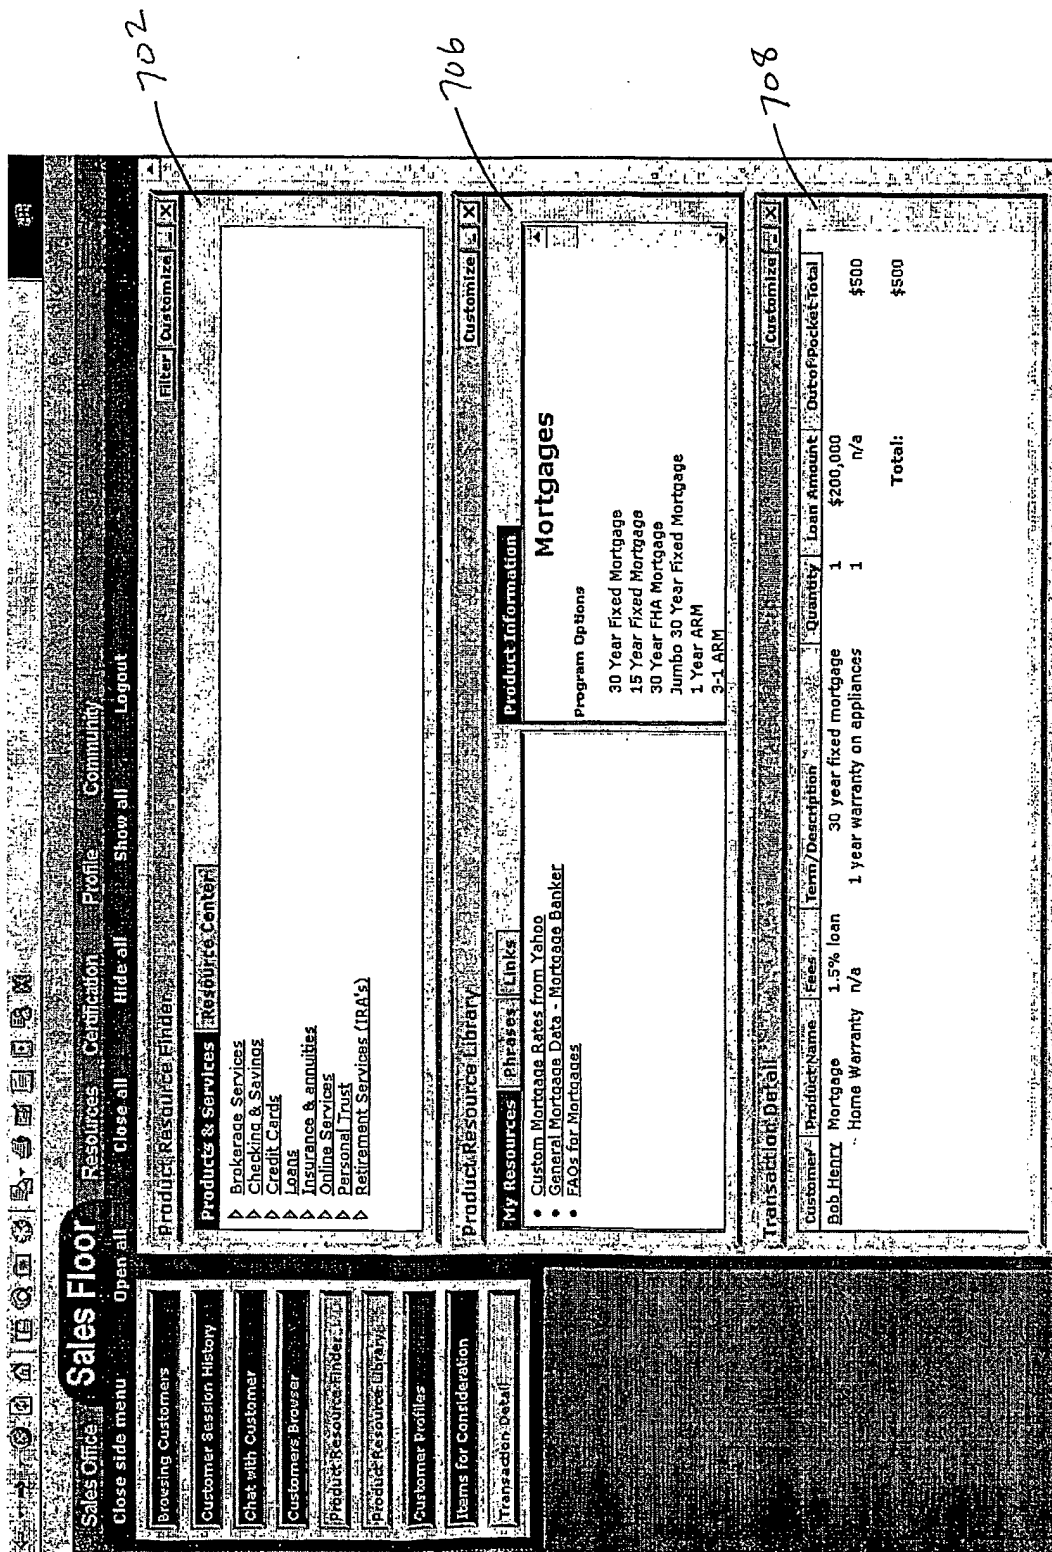 Sales Office Sales Floor Resources Certification Profile Community
Close side menu Open all Close all Hide all Show all Logout
Browsing Customers
Customer Session History
Chat with Customer
Customers Browser
Product Resource Finder
Product Resource Library
Customer Profiles
Items for Consideration
Transaction Detail
Product Resource Finder Filter Customize _ X
702
Products & Services Resource Center
Brokerage Services
Checking & Savings
Credit Cards
Loans
Insurance & annuities
Online Services
Personal Trust
Retirement Services (IRA's)
Product Resource Library Customize _ X
706
My Resources Phrases Links
Custom Mortgage Rates from Yahoo
General Mortgage Data - Mortgage Banker
FAQs for Mortgages
Product Information
Mortgages
Program Options
30 Year Fixed Mortgage
15 Year Fixed Mortgage
30 Year FHA Mortgage
Jumbo 30 Year Fixed Mortgage
1 Year ARM
3-1 ARM
Transaction Detail Customize _ X
708
Customer Product Name Fees Term/Description Quantity Loan Amount Out of Pocket Total
Bob Henry Mortgage 1.5% loan 30 year fixed mortgage 1 $200,000
Home Warranty n/a 1 year warranty on appliances 1 n/a $500
Total: $500